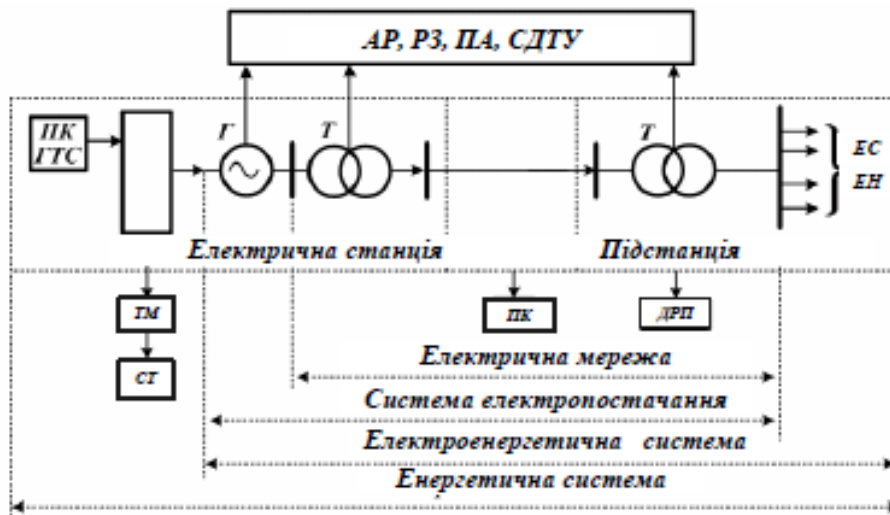 АР, РЗ, ПА, СДТУ
ПК
ГТС
Г
Т
Т
ЕС
ЕН
Електрична станція
Підстанція
ТМ
ПК
ДРП
СТ
Електрична мережа
Система електропостачання
Електроенергетична система
Енергетична система